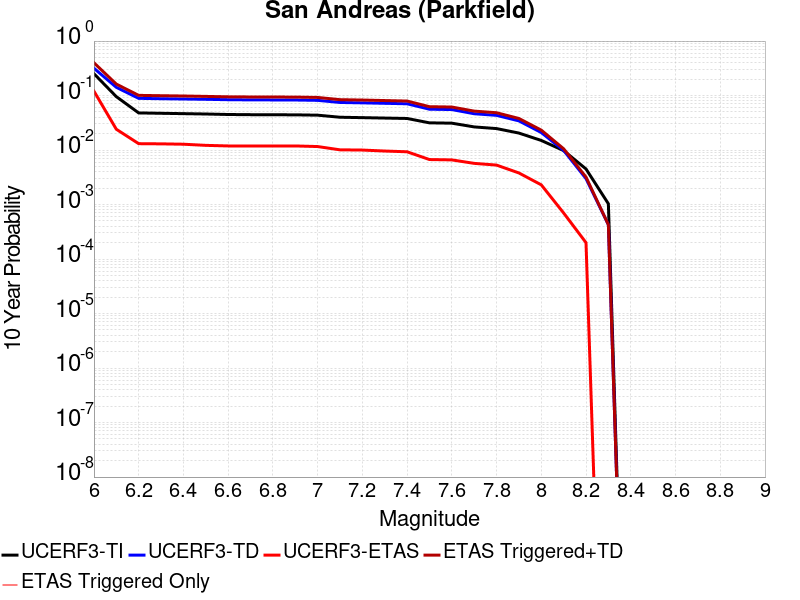 San Andreas (Parkfield)
10 Year Probability
10^0
10^-1
10^-2
10^-3
10^-4
10^-5
10^-6
10^-7
10^-8
6 6.2 6.4 6.6 6.8 7 7.2 7.4 7.6 7.8 8 8.2 8.4 8.6 8.8 9
Magnitude
UCERF3-TI UCERF3-TD UCERF3-ETAS ETAS Triggered+TD
ETAS Triggered Only